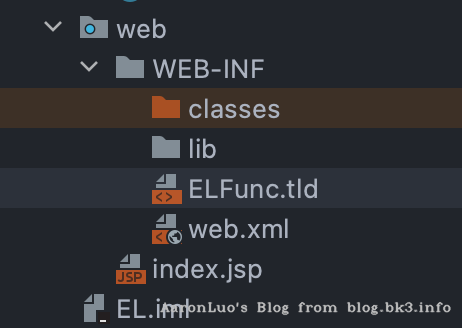 web
WEB-INF
classes
lib
ELFunc.tld
web.xml
JSP index.jsp
EL.iml
AaronLuo's Blog from blog.bk3.info